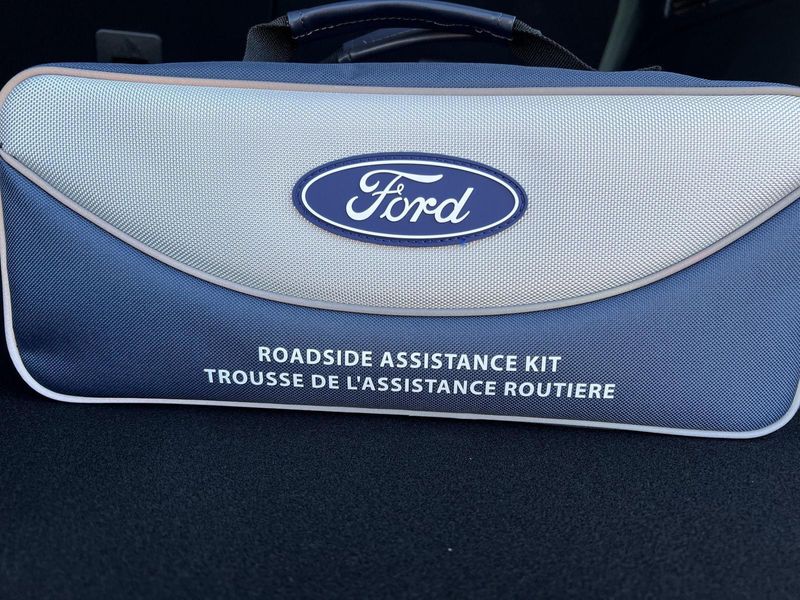 Ford
ROADSIDE ASSISTANCE KIT
TROUSSE DE L'ASSISTANCE ROUTIERE